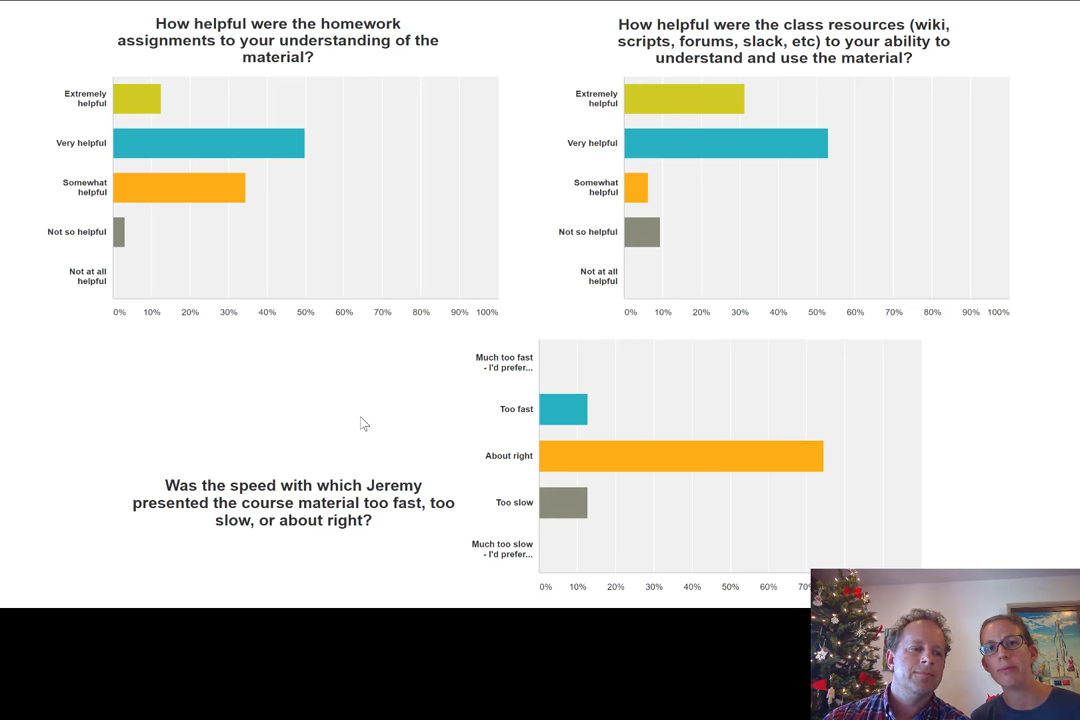 How helpful were the homework
assignments to your understanding of the
material?
Extremely
helpful
Very helpful
Somewhat
helpful
Not so helpful
Not at all
helpful
0% 10% 20% 30% 40% 50% 60% 70% 80% 90% 100%
How helpful were the class resources (wiki,
scripts, forums, slack, etc) to your ability to
understand and use the material?
Extremely
helpful
Very helpful
Somewhat
helpful
Not so helpful
Not at all
helpful
0% 10% 20% 30% 40% 50% 60% 70% 80% 90% 100%
Was the speed with which Jeremy
presented the course material too fast, too
slow, or about right?
Much too fast
- I'd prefer...
Too fast
About right
Too slow
Much too slow
- I'd prefer...
0% 10% 20% 30% 40% 50% 60%